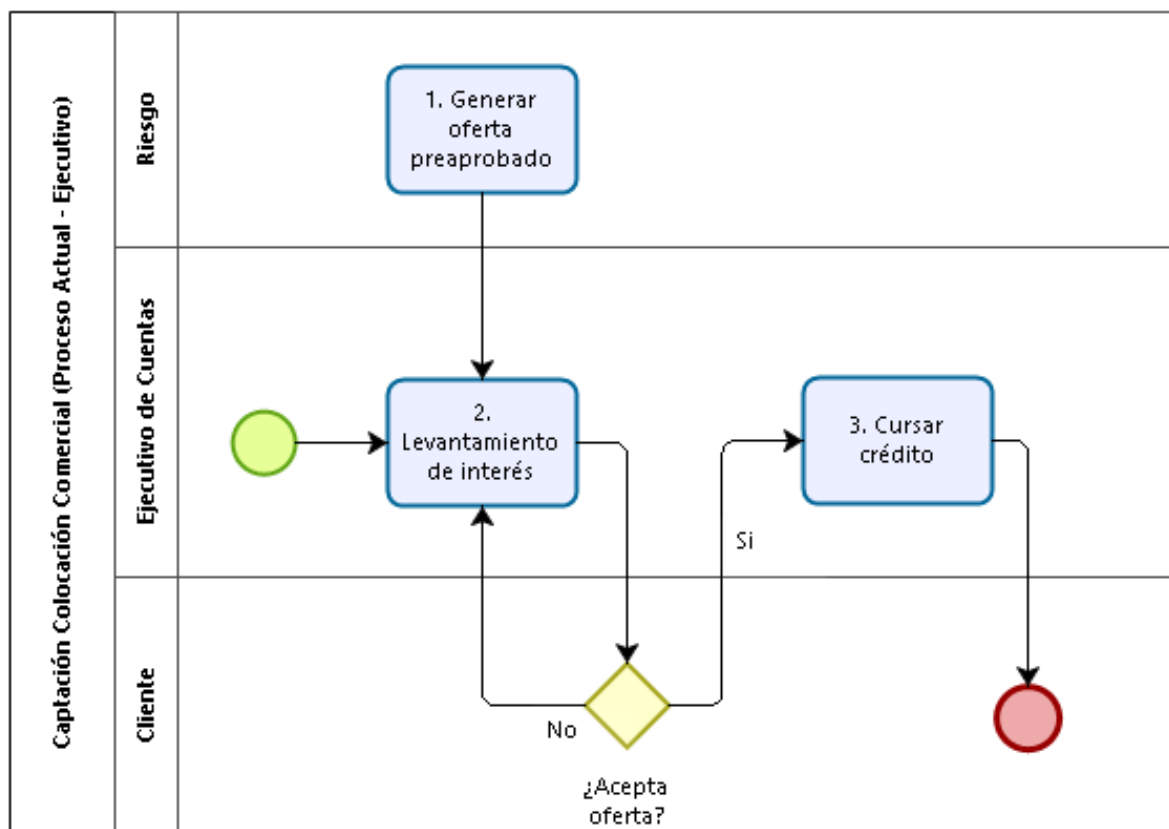 Captación Colocación Comercial (Proceso Actual - Ejecutivo)
Riesgo
1. Generar
oferta
preaprobado
Ejecutivo de Cuentas
2.
Levantamiento
de interés
3. Cursar
crédito
Si
Cliente
No
¿Acepta
oferta?